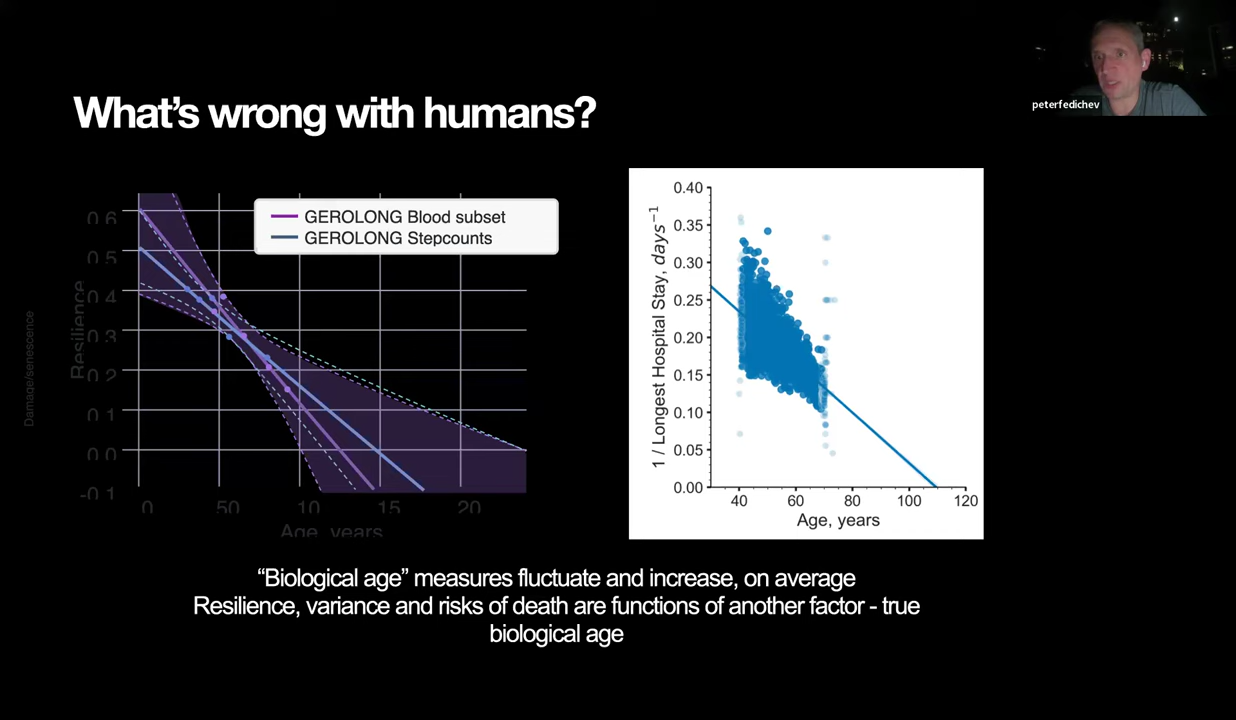 peterfedichev
What's wrong with humans?
GEROLONG Blood subset
GEROLONG Stepcounts
0.6
0.5
0.4
0.3
0.2
0.1
0.0
-0.1
Resilience
Damage/senescence
0 50 10 15 20
Age, years
0.40
0.35
0.30
0.25
0.20
0.15
0.10
0.05
0.00
1 / Longest Hospital Stay, days⁻¹
40 60 80 100 120
Age, years
“Biological age” measures fluctuate and increase, on average
Resilience, variance and risks of death are functions of another factor - true
biological age